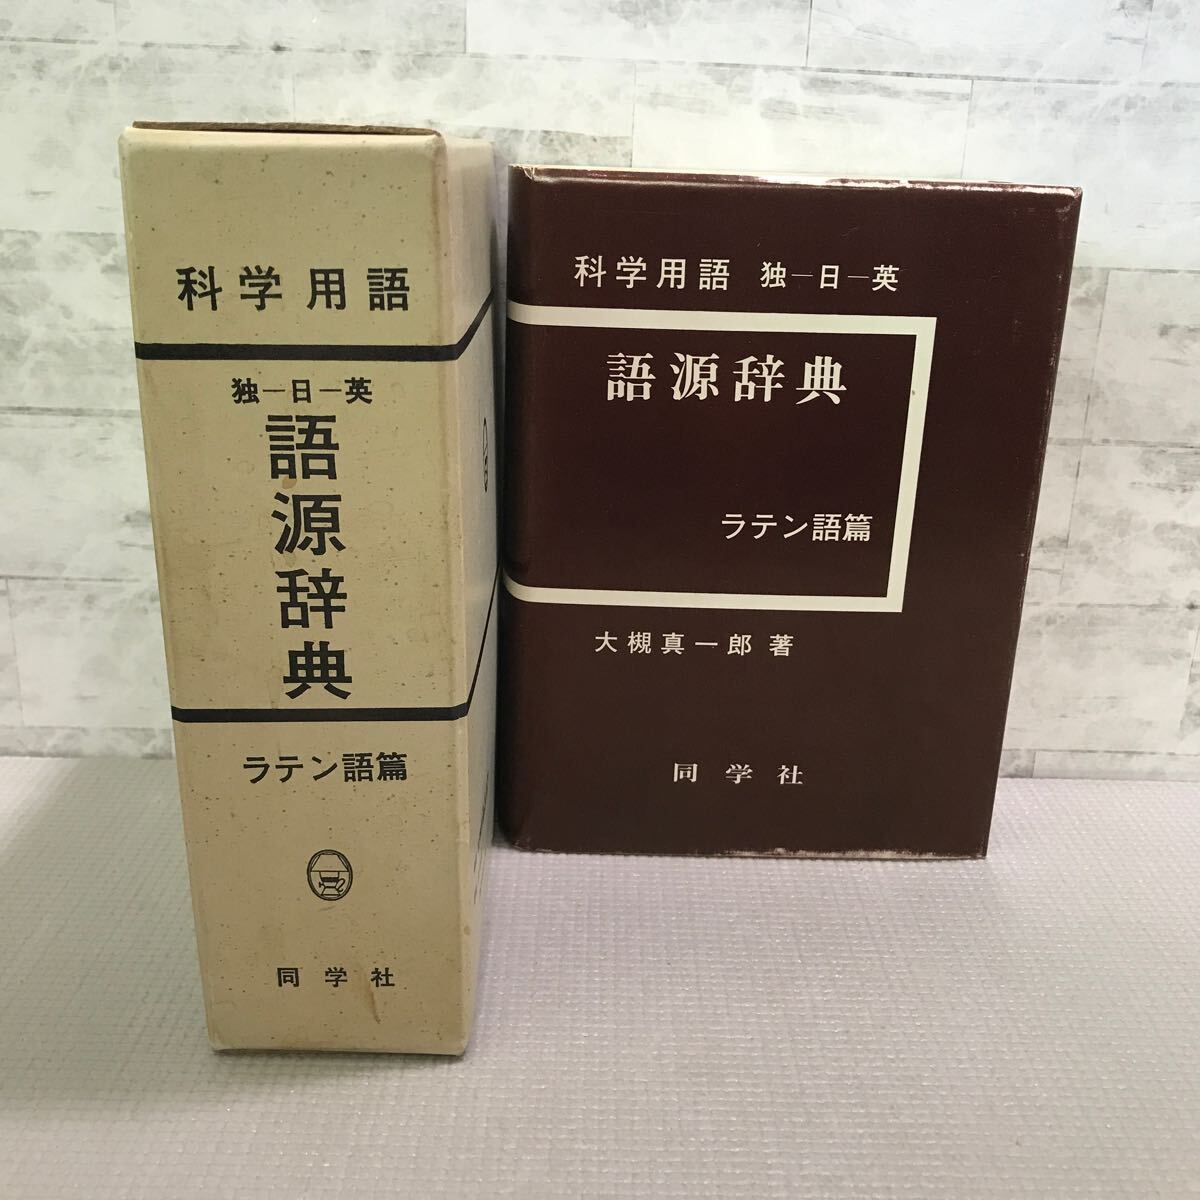 科学用語
独―日―英
語源辞典
ラテン語篇
同学社
科学用語 独―日―英
語源辞典
ラテン語篇
大槻真一郎 著
同学社